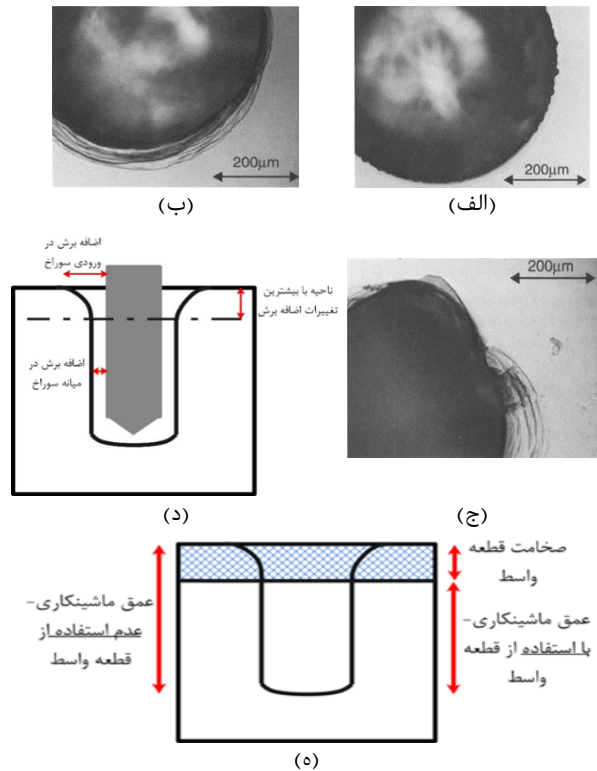 200μm
200μm
(الف)
(ب)
اضافه برش در
ورودی سوراخ
ناحیه با بیشترین
تغییرات اضافه برش
اضافه برش در
میانه سوراخ
200μm
(ج)
(د)
ضخامت قطعه
واسط
عمق ماشینکاری-
با استفاده از قطعه
واسط
عمق ماشینکاری-
عدم استفاده از
قطعه واسط
(ه)